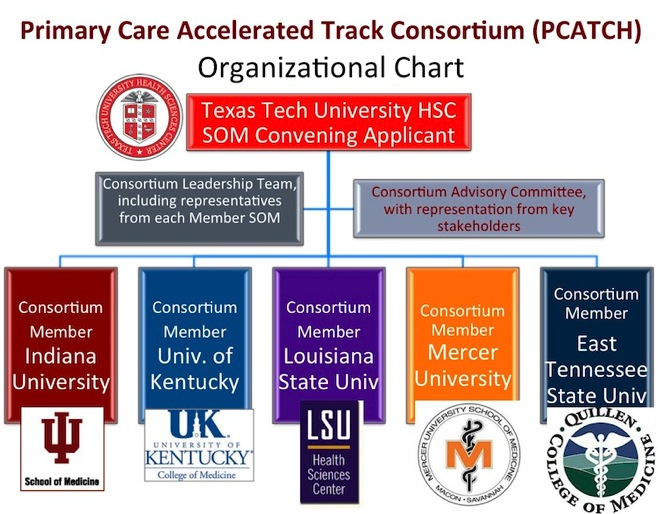 Primary Care Accelerated Track Consortium (PCATCH)
Organizational Chart
TEXAS TECH UNIVERSITY HEALTH SCIENCES CENTER
Texas Tech University HSC
SOM Convening Applicant
Consortium Leadership Team,
including representatives
from each Member SOM
Consortium Advisory Committee,
with representation from key
stakeholders
Consortium
Member
Indiana
University
School of Medicine
Consortium
Member
Univ. of
Kentucky
UK
UNIVERSITY OF
KENTUCKY
College of Medicine
Consortium
Member
Louisiana
State Univ
LSU
Health
Sciences
Center
Consortium
Member
Mercer
University
MERCER UNIVERSITY SCHOOL OF MEDICINE
M
MACON • SAVANNAH
Consortium
Member
East
Tennessee
State Univ
• QUILLEN •
COLLEGE OF MEDICINE